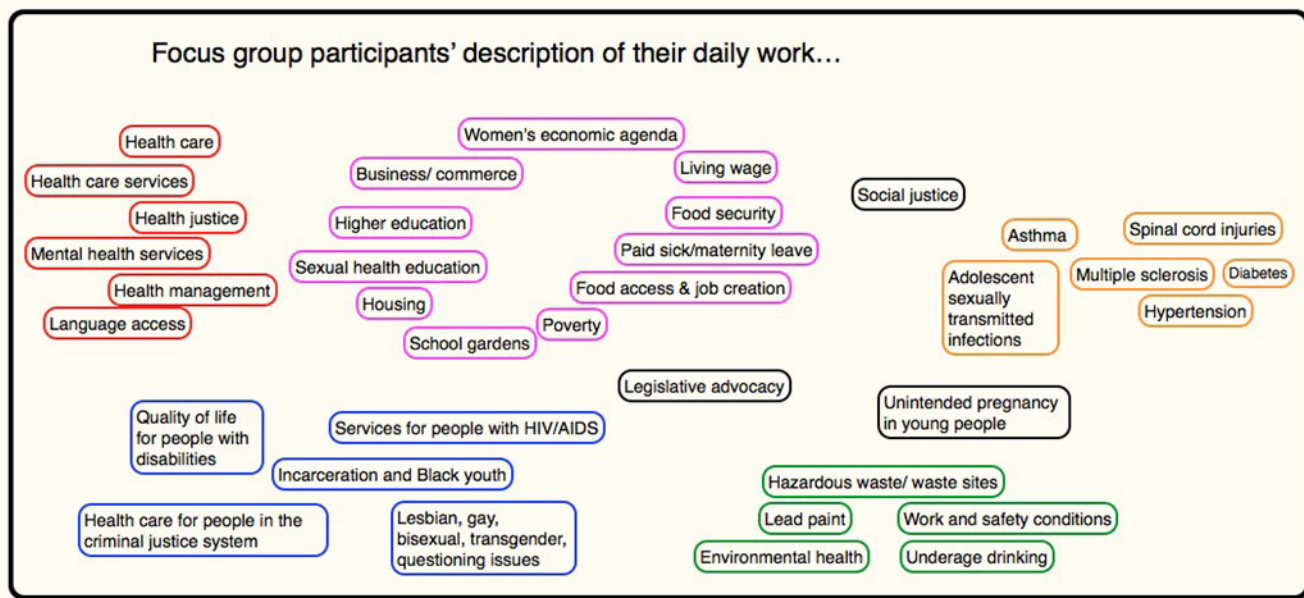 Focus group participants’ description of their daily work…
Health care
Health care services
Health justice
Mental health services
Health management
Language access
Women's economic agenda
Business/ commerce
Living wage
Higher education
Food security
Sexual health education
Paid sick/maternity leave
Housing
Food access & job creation
School gardens
Poverty
Social justice
Asthma
Spinal cord injuries
Adolescent
sexually
transmitted
infections
Multiple sclerosis
Diabetes
Hypertension
Legislative advocacy
Unintended pregnancy
in young people
Quality of life
for people with
disabilities
Services for people with HIV/AIDS
Incarceration and Black youth
Health care for people in the
criminal justice system
Lesbian, gay,
bisexual, transgender,
questioning issues
Hazardous waste/ waste sites
Lead paint
Work and safety conditions
Environmental health
Underage drinking